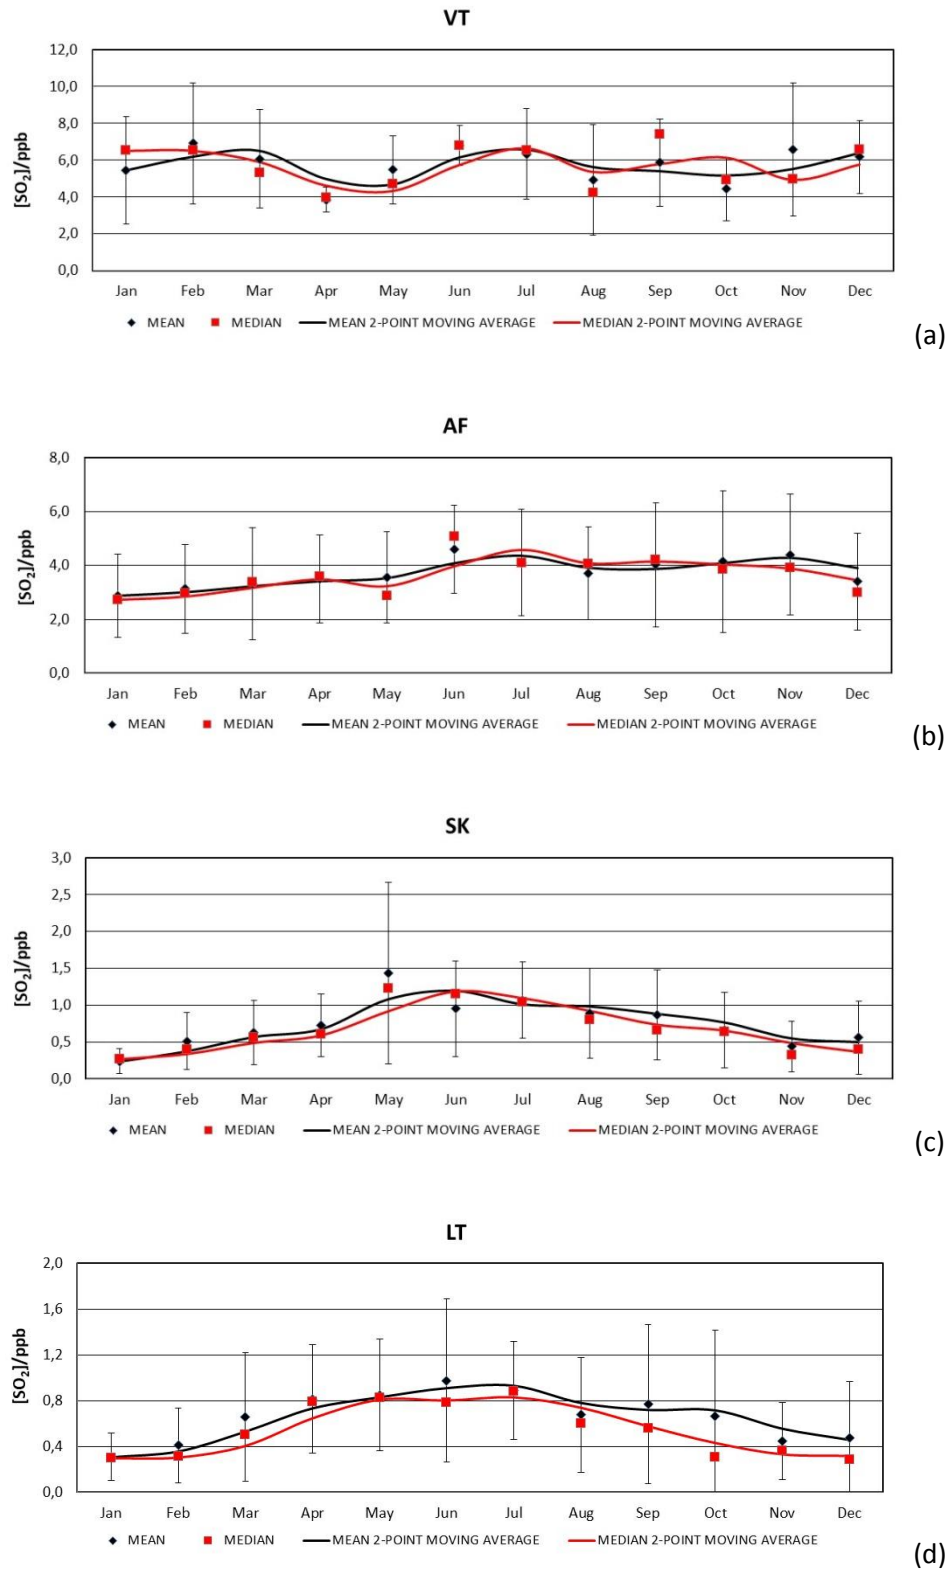 VT
12,0
10,0
8,0
6,0
4,0
2,0
0,0
[SO2]/ppb
Jan Feb Mar Apr May Jun Jul Aug Sep Oct Nov Dec
MEAN MEDIAN MEAN 2-POINT MOVING AVERAGE MEDIAN 2-POINT MOVING AVERAGE
(a)
AF
8,0
6,0
4,0
2,0
0,0
[SO2]/ppb
Jan Feb Mar Apr May Jun Jul Aug Sep Oct Nov Dec
MEAN MEDIAN MEAN 2-POINT MOVING AVERAGE MEDIAN 2-POINT MOVING AVERAGE
(b)
SK
3,0
2,5
2,0
1,5
1,0
0,5
0,0
[SO2]/ppb
Jan Feb Mar Apr May Jun Jul Aug Sep Oct Nov Dec
MEAN MEDIAN MEAN 2-POINT MOVING AVERAGE MEDIAN 2-POINT MOVING AVERAGE
(c)
LT
2,0
1,6
1,2
0,8
0,4
0,0
[SO2]/ppb
Jan Feb Mar Apr May Jun Jul Aug Sep Oct Nov Dec
MEAN MEDIAN MEAN 2-POINT MOVING AVERAGE MEDIAN 2-POINT MOVING AVERAGE
(d)